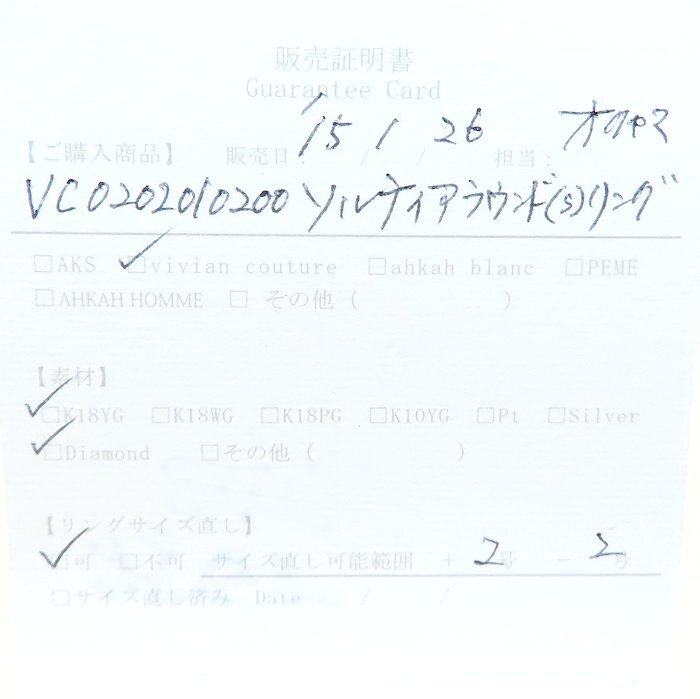 販売証明書
Guarantee Card
【ご購入商品】 販売日: '15 / 1 / 26 担当:
VC0202010200 ソルティアラウンド(S)リング
□AKS ☑vivian couture □ahkah blanc □PEME
□AHKAH HOMME □ その他 ( )
【素材】
☑K18YG □K18WG □K18PG □K10YG □Pt □Silver
☑Diamond □その他 ( )
【リングサイズ直し】
☑可 □不可 サイズ直し可能範囲 + 2号 - 2号
□サイズ直し済み Date / /